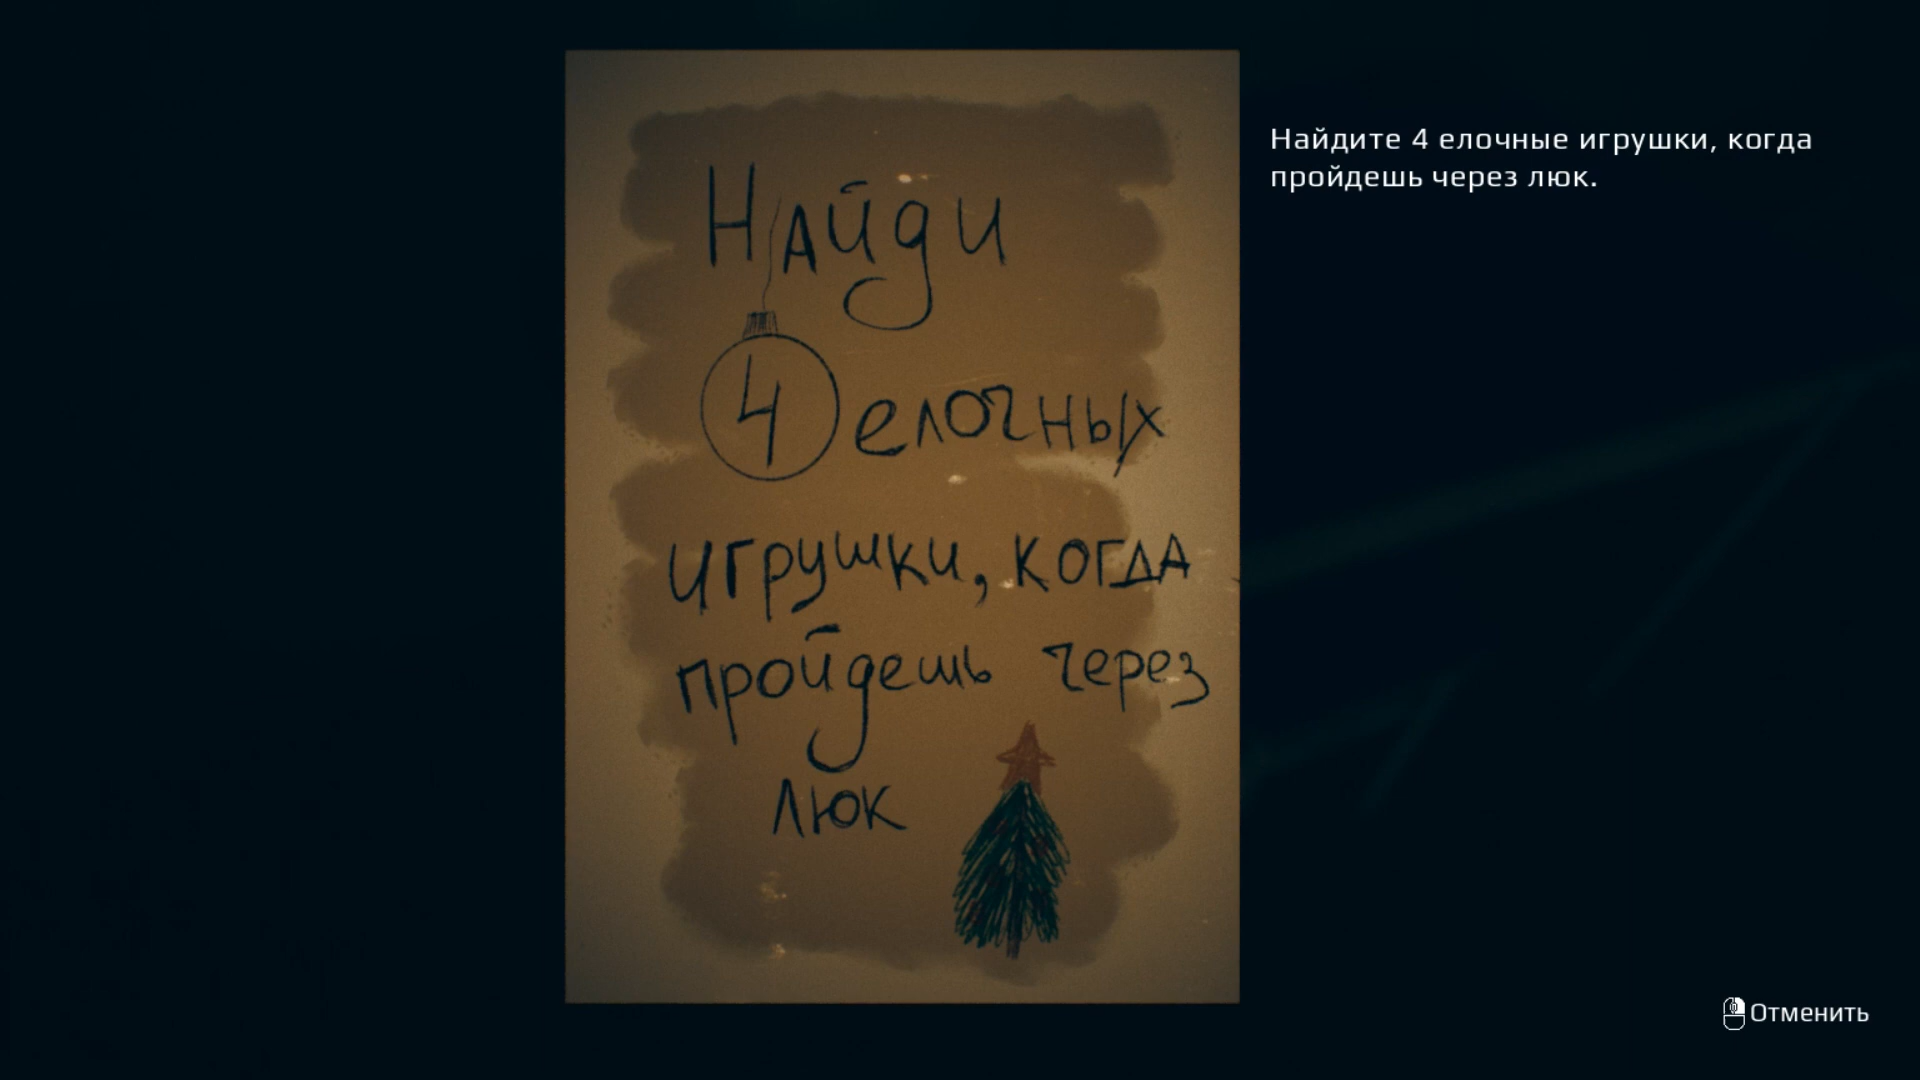 Найди
4 елочных
игрушки, когда
пройдешь через
люк
Найдите 4 елочные игрушки, когда
пройдешь через люк.
Отменить